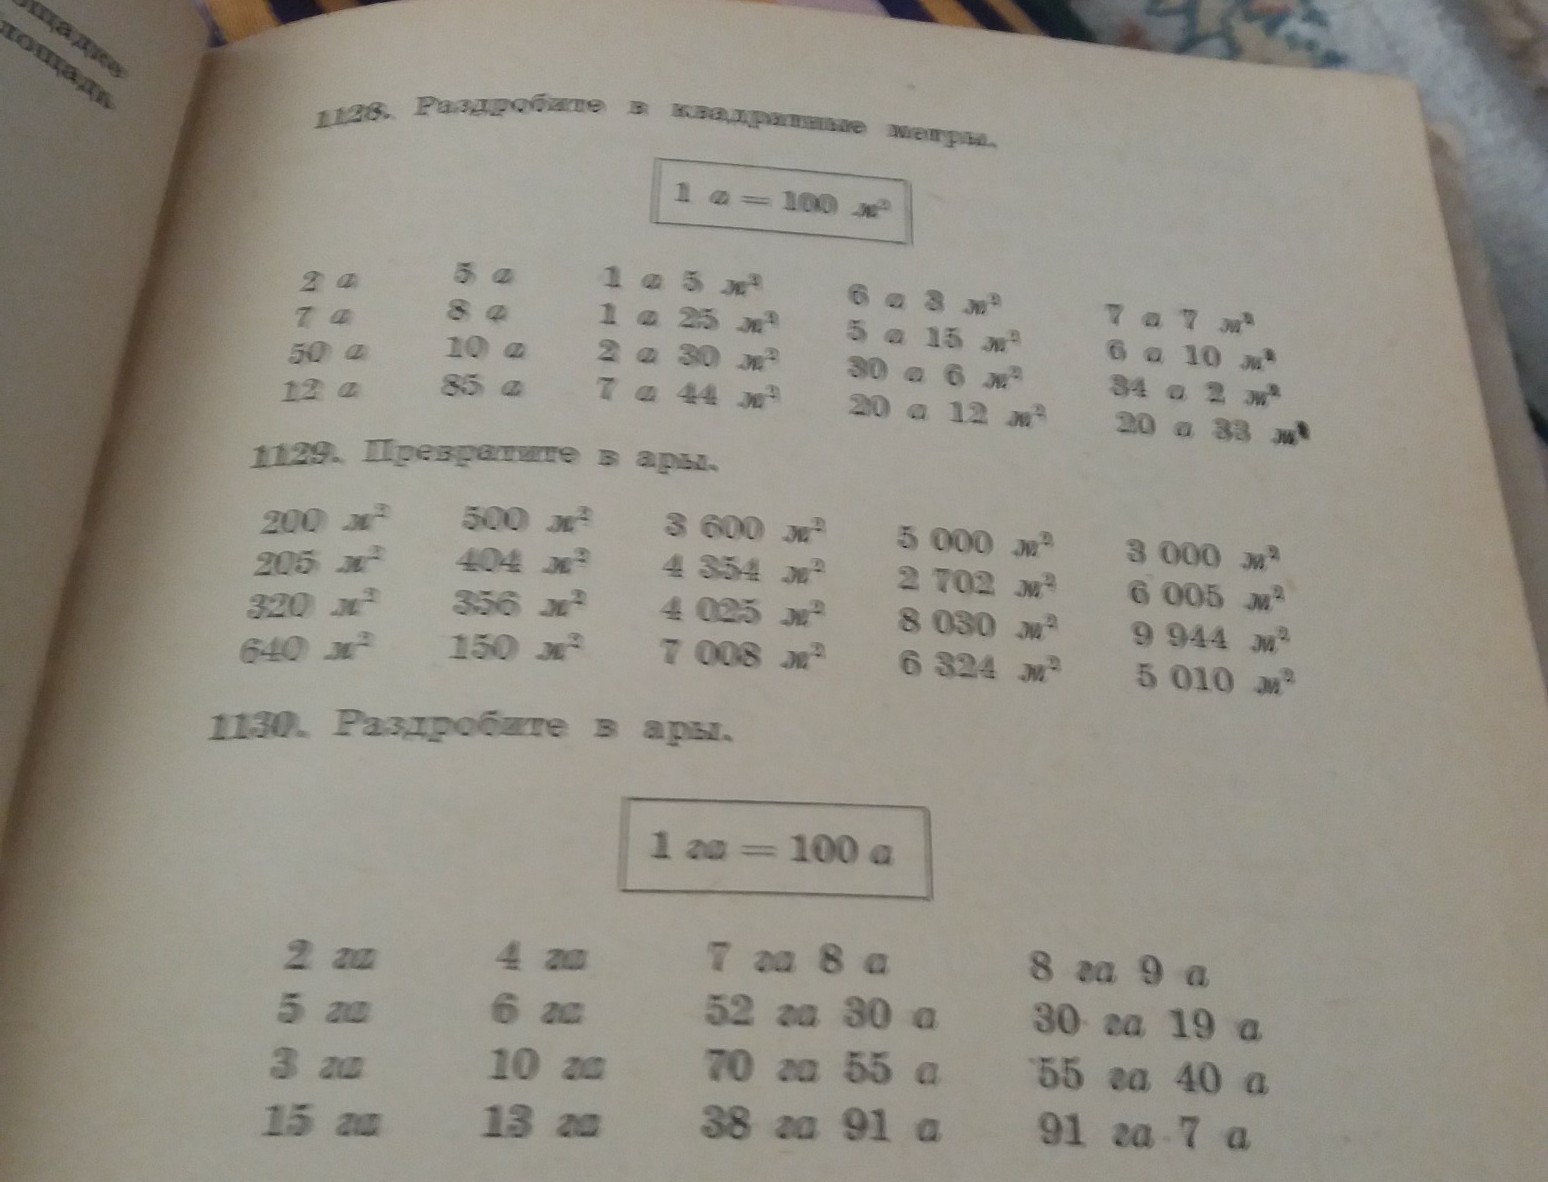 ощадке
лощади
1128. Раздробите в квадратные метры.
1 а = 100 м²
2 а 5 а 1 а 5 м² 6 а 3 м² 7 а 7 м²
7 а 8 а 1 а 25 м² 5 а 15 м² 6 а 10 м²
50 а 10 а 2 а 30 м² 30 а 6 м² 34 а 2 м²
12 а 85 а 7 а 44 м² 20 а 12 м² 20 а 33 м²
1129. Превратите в ары.
200 м² 500 м² 3 600 м² 5 000 м² 3 000 м²
205 м² 404 м² 4 354 м² 2 702 м² 6 005 м²
320 м² 356 м² 4 025 м² 8 030 м² 9 944 м²
640 м² 150 м² 7 008 м² 6 324 м² 5 010 м²
1130. Раздробите в ары.
1 га = 100 а
2 га 4 га 7 га 8 а 8 га 9 а
5 га 6 га 52 га 30 а 30 га 19 а
3 га 10 га 70 га 55 а 55 га 40 а
15 га 13 га 38 га 91 а 91 га 7 а